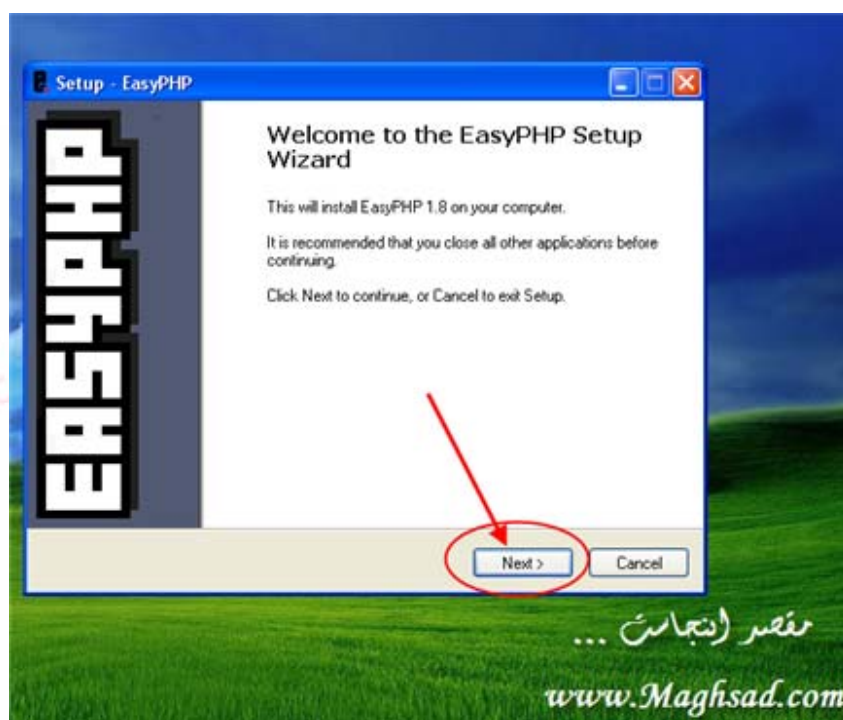 Setup - EasyPHP
EASYPHP
Welcome to the EasyPHP Setup
Wizard
This will install EasyPHP 1.8 on your computer.
It is recommended that you close all other applications before
continuing.
Click Next to continue, or Cancel to exit Setup.
Next >
Cancel
مقصد اینجاست ...
www.Maghsad.com